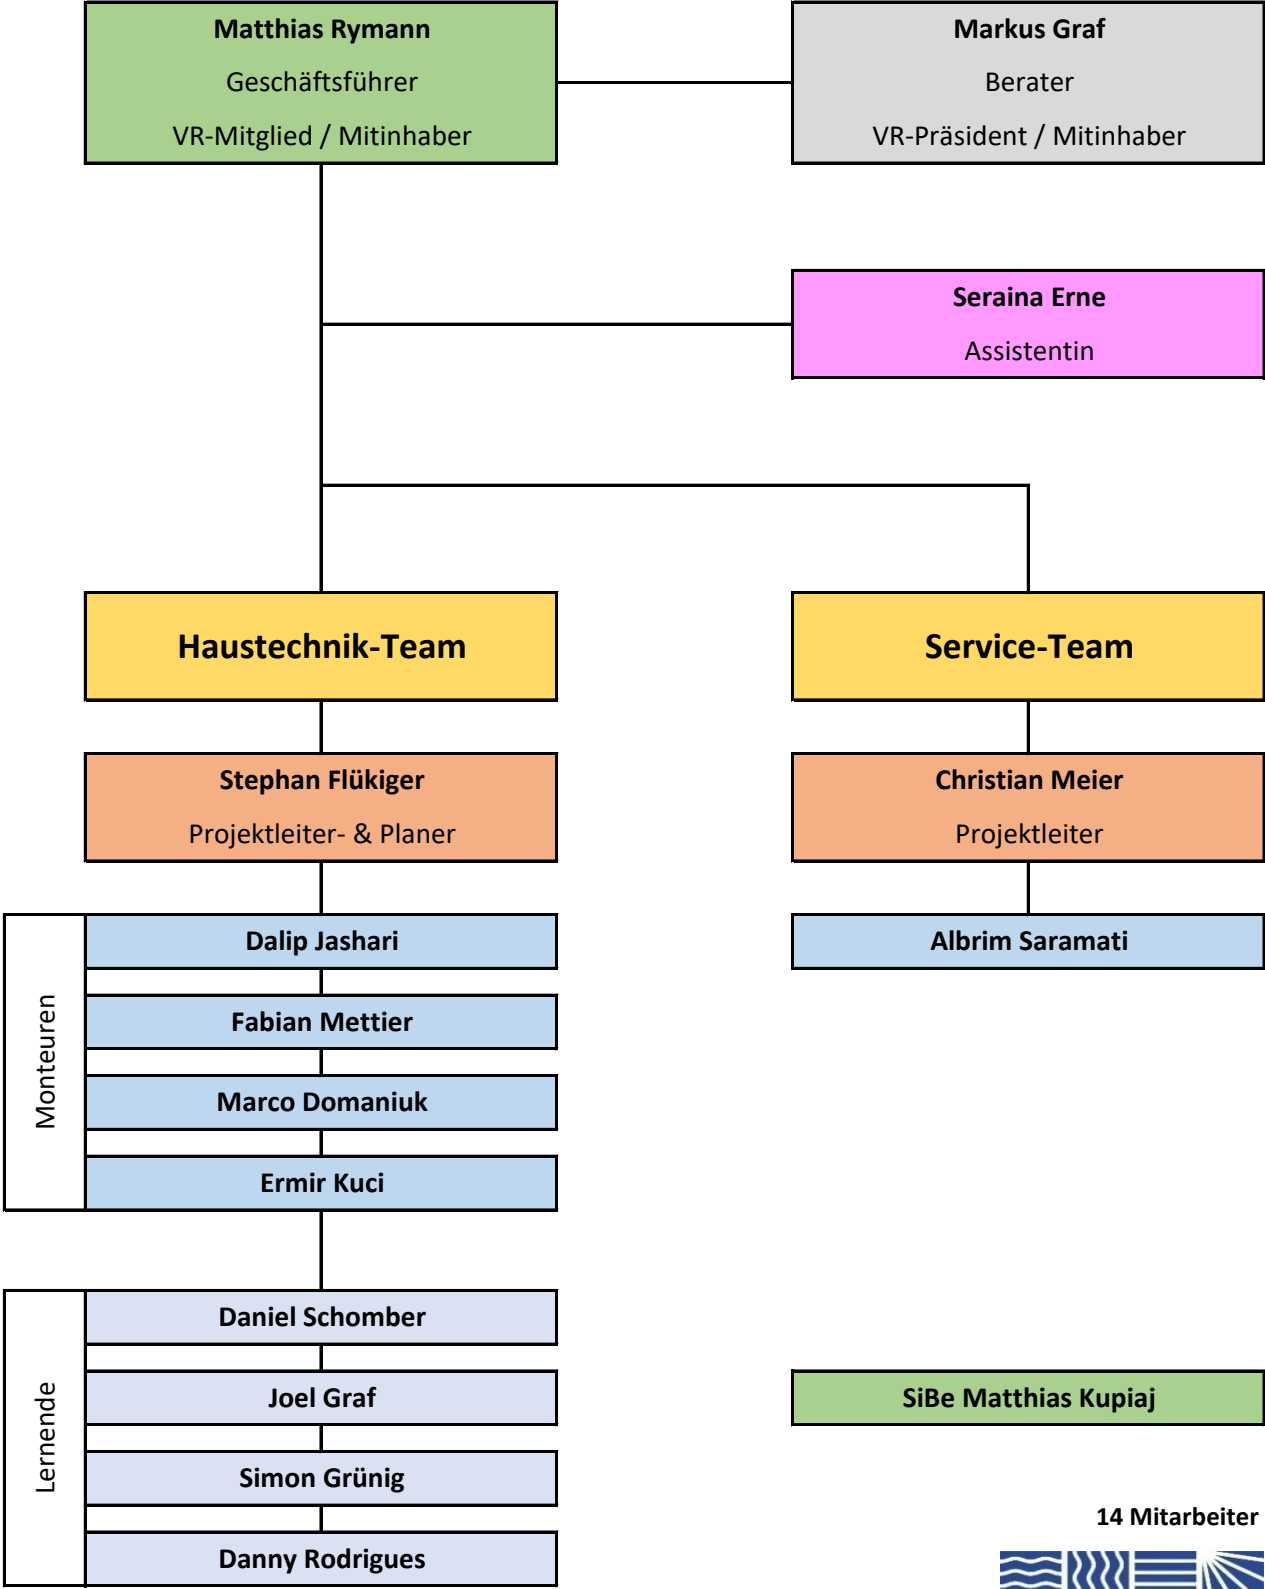 Matthias Rymann
Geschäftsführer
VR-Mitglied / Mitinhaber
Markus Graf
Berater
VR-Präsident / Mitinhaber
Seraina Erne
Assistentin
Haustechnik-Team
Service-Team
Stephan Flükiger
Projektleiter- & Planer
Christian Meier
Projektleiter
Monteuren
Dalip Jashari
Fabian Mettier
Marco Domaniuk
Ermir Kuci
Albrim Saramati
Lernende
Daniel Schomber
Joel Graf
Simon Grünig
Danny Rodrigues
SiBe Matthias Kupiaj
14 Mitarbeiter